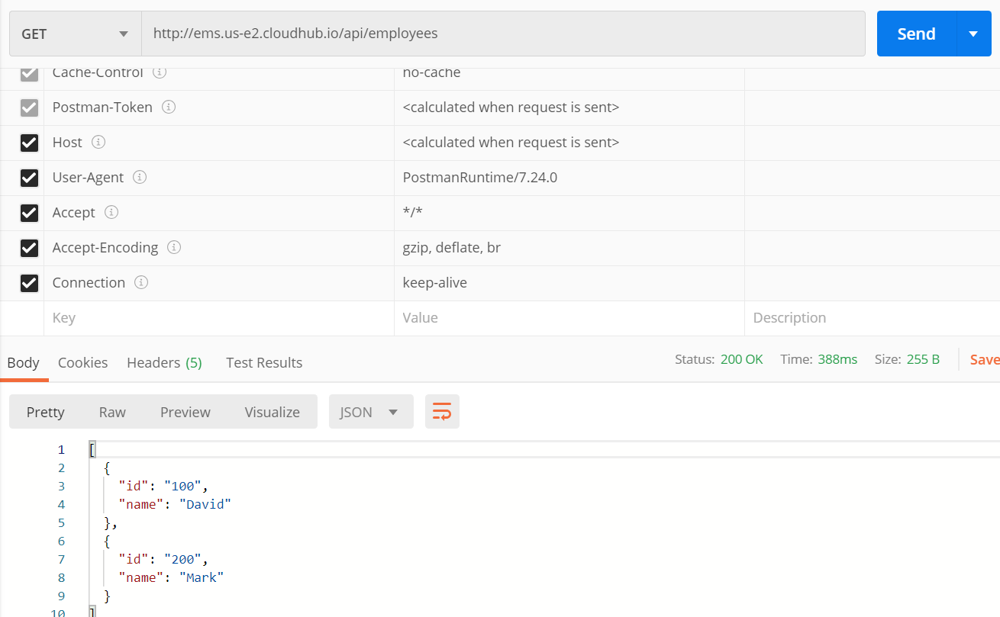 GET http://ems.us-e2.cloudhub.io/api/employees Send
Cache-Control no-cache
Postman-Token <calculated when request is sent>
Host <calculated when request is sent>
User-Agent PostmanRuntime/7.24.0
Accept */*
Accept-Encoding gzip, deflate, br
Connection keep-alive
Key Value Description
Body Cookies Headers (5) Test Results Status: 200 OK Time: 388ms Size: 255 B Save
Pretty Raw Preview Visualize JSON
1 [
2 {
3 "id": "100",
4 "name": "David"
5 },
6 {
7 "id": "200",
8 "name": "Mark"
9 }
10 ]